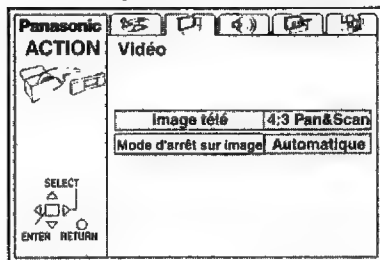 Panasonic
ACTION
Vidéo
Image télé 4:3 Pan&Scan
Mode d'arrêt sur image Automatique
SELECT
ENTER RETURN